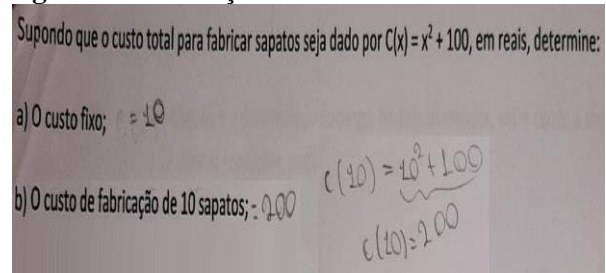 Supondo que o custo total para fabricar sapatos seja dado por C(x) = x² + 100, em reais, determine:
a) O custo fixo; = 10
b) O custo de fabricação de 10 sapatos; = 200
c(10) = 10² + 100
c(10) = 200